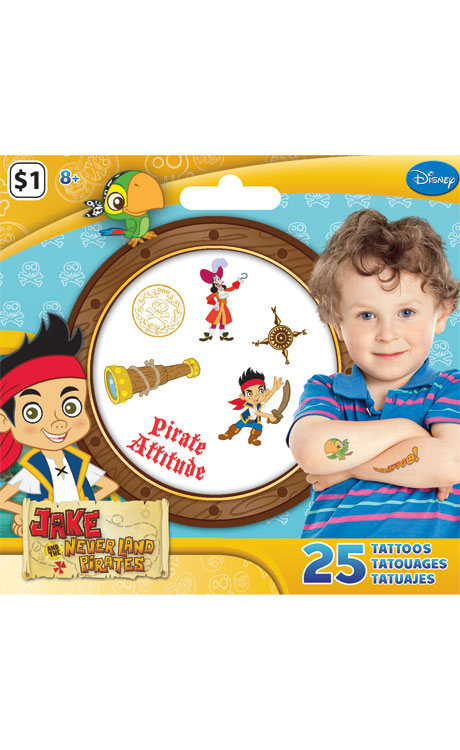 $1
8+
Disney
Pirate
Attitude
JAKE
AND THE
NEVER LAND
PIRATES
25
TATTOOS
TATOUAGES
TATUAJES